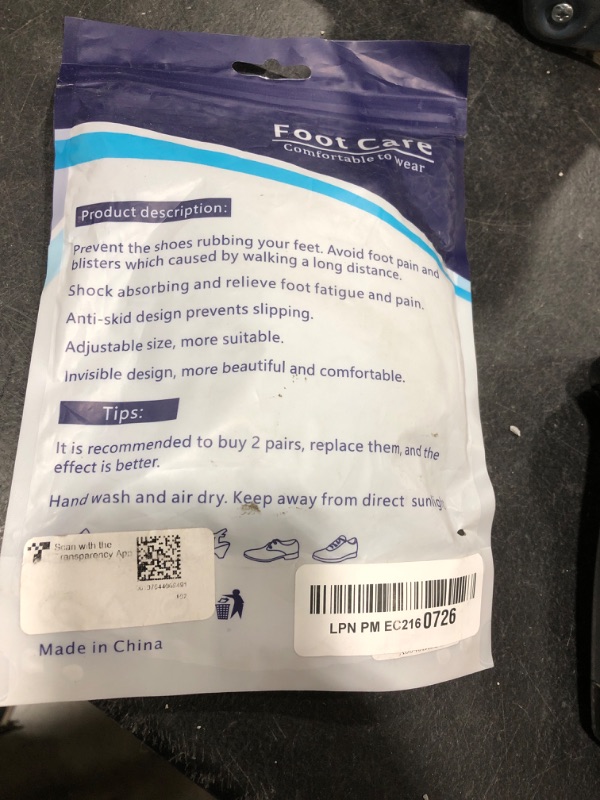 Foot Care
Comfortable to wear
Product description:
Prevent the shoes rubbing your feet. Avoid foot pain and
blisters which caused by walking a long distance.
Shock absorbing and relieve foot fatigue and pain.
Anti-skid design prevents slipping.
Adjustable size, more suitable.
Invisible design, more beautiful and comfortable.
Tips:
It is recommended to buy 2 pairs, replace them, and the
effect is better.
Hand wash and air dry. Keep away from direct sunlight
Scan with the
Transparency App
LPN PM EC216 0726
Made in China